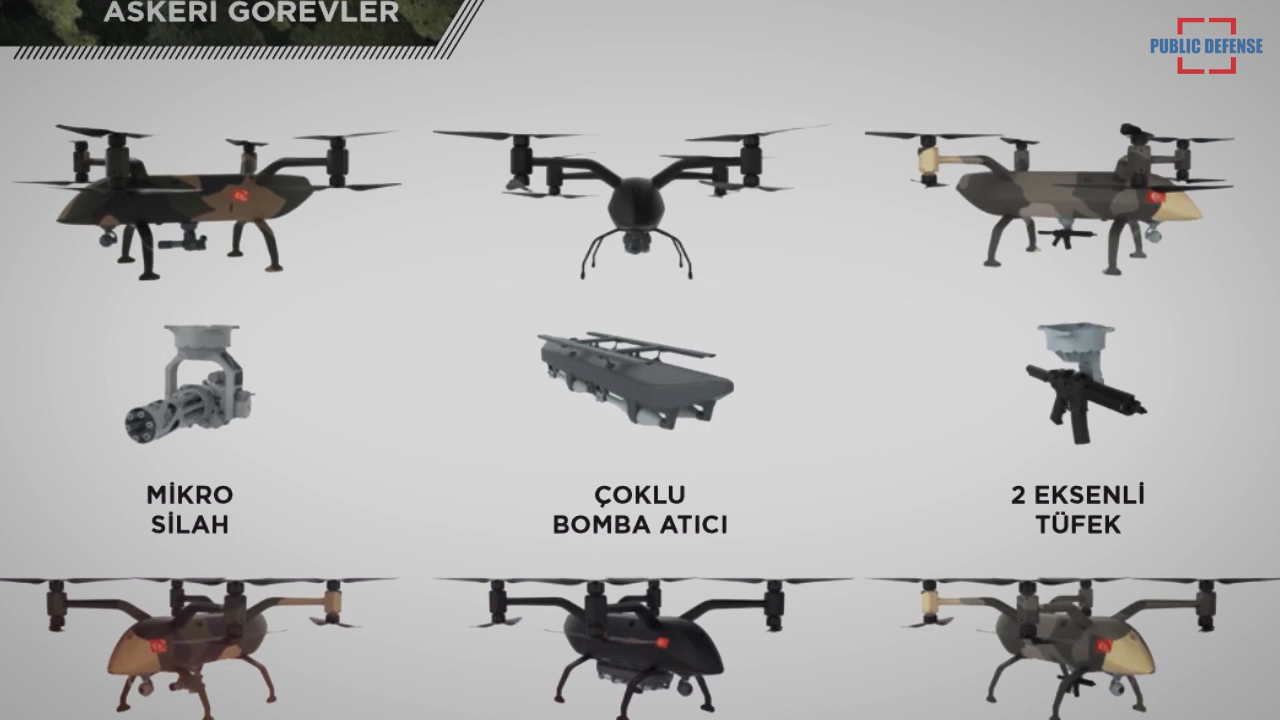 ASKERİ GÖREVLER
PUBLIC DEFENSE
MİKRO
SİLAH
ÇOKLU
BOMBA ATICI
2 EKSENLİ
TÜFEK